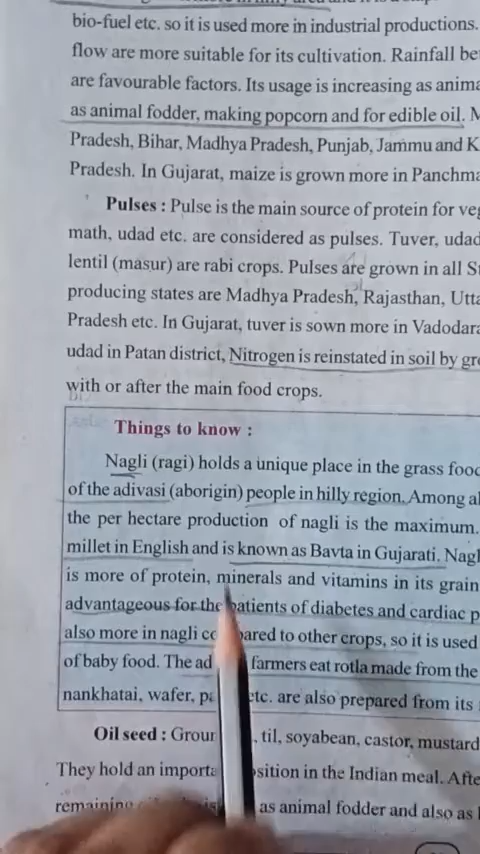 bio-fuel etc. so it is used more in industrial productions.
flow are more suitable for its cultivation. Rainfall be
are favourable factors. Its usage is increasing as anima
as animal fodder, making popcorn and for edible oil. M
Pradesh, Bihar, Madhya Pradesh, Punjab, Jammu and K
Pradesh. In Gujarat, maize is grown more in Panchma
Pulses : Pulse is the main source of protein for veg
math, udad etc. are considered as pulses. Tuver, udad
lentil (masur) are rabi crops. Pulses are grown in all St
producing states are Madhya Pradesh, Rajasthan, Utta
Pradesh etc. In Gujarat, tuver is sown more in Vadodara
udad in Patan district, Nitrogen is reinstated in soil by gr
with or after the main food crops.
Things to know :
Nagli (ragi) holds a unique place in the grass food
of the adivasi (aborigin) people in hilly region. Among al
the per hectare production of nagli is the maximum.
millet in English and is known as Bavta in Gujarati. Nagl
is more of protein, minerals and vitamins in its grain
advantageous for the patients of diabetes and cardiac p
also more in nagli co pared to other crops, so it is used
of baby food. The ad farmers eat rotla made from the
nankhatai, wafer, pa etc. are also prepared from its
Oil seed : Groun , til, soyabean, castor, mustard
They hold an importa osition in the Indian meal. Afte
remaining as animal fodder and also as